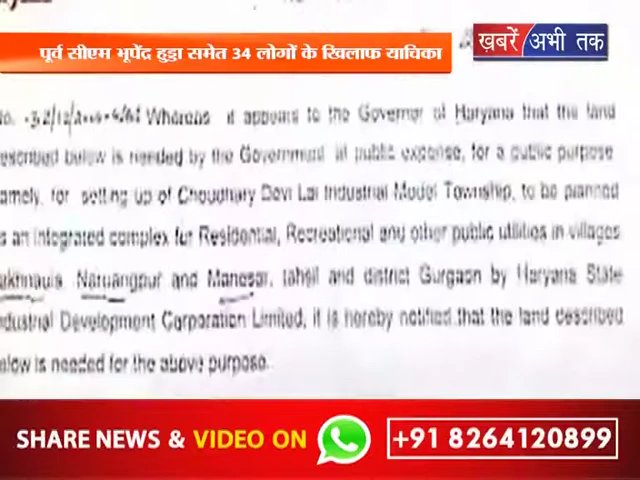 ख़बरें अभी तक
पूर्व सीएम भूपेंद्र हुड्डा समेत 34 लोगों के खिलाफ याचिका
Whereas it appears to the Governor of Haryana that the land
described below is needed by the Government at public expense, for a public purpose
namely, for setting up of Choudhary Devi Lal Industrial Model Township, to be planned
as an integrated complex for Residential, Recreational and other public utilities in villages
Naruangpur and Manesar, tahsil and district Gurgaon by Haryana State
Industrial Development Corporation Limited, it is hereby notified that the land described
below is needed for the above purpose.
SHARE NEWS & VIDEO ON +91 8264120899